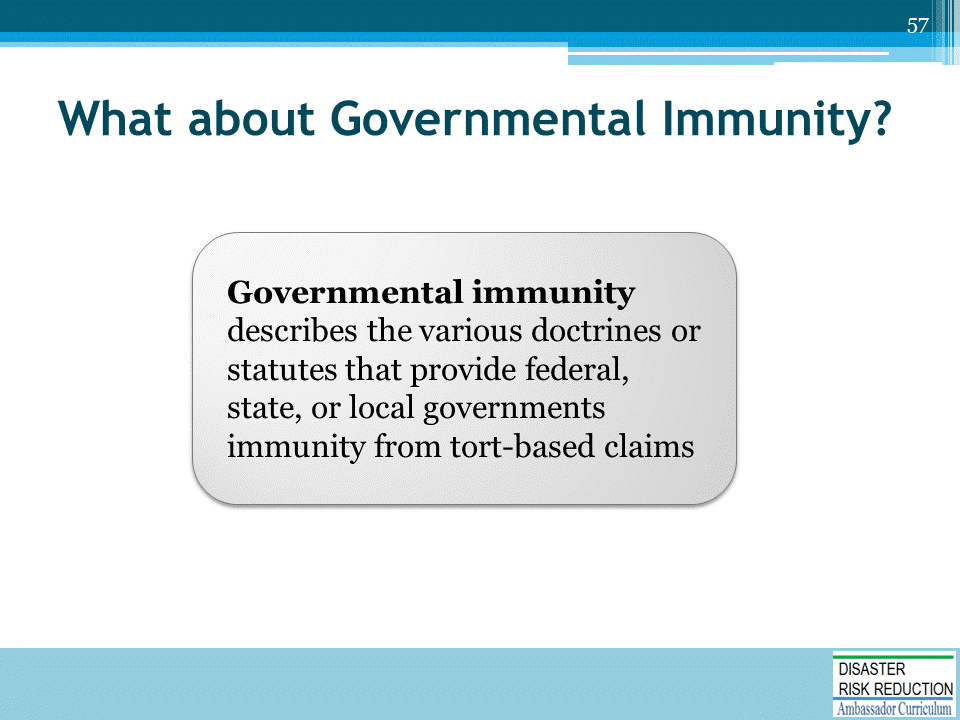 57
What about Governmental Immunity?
Governmental immunity
describes the various doctrines or
statutes that provide federal,
state, or local governments
immunity from tort-based claims
DISASTER
RISK REDUCTION
Ambassador Curriculum